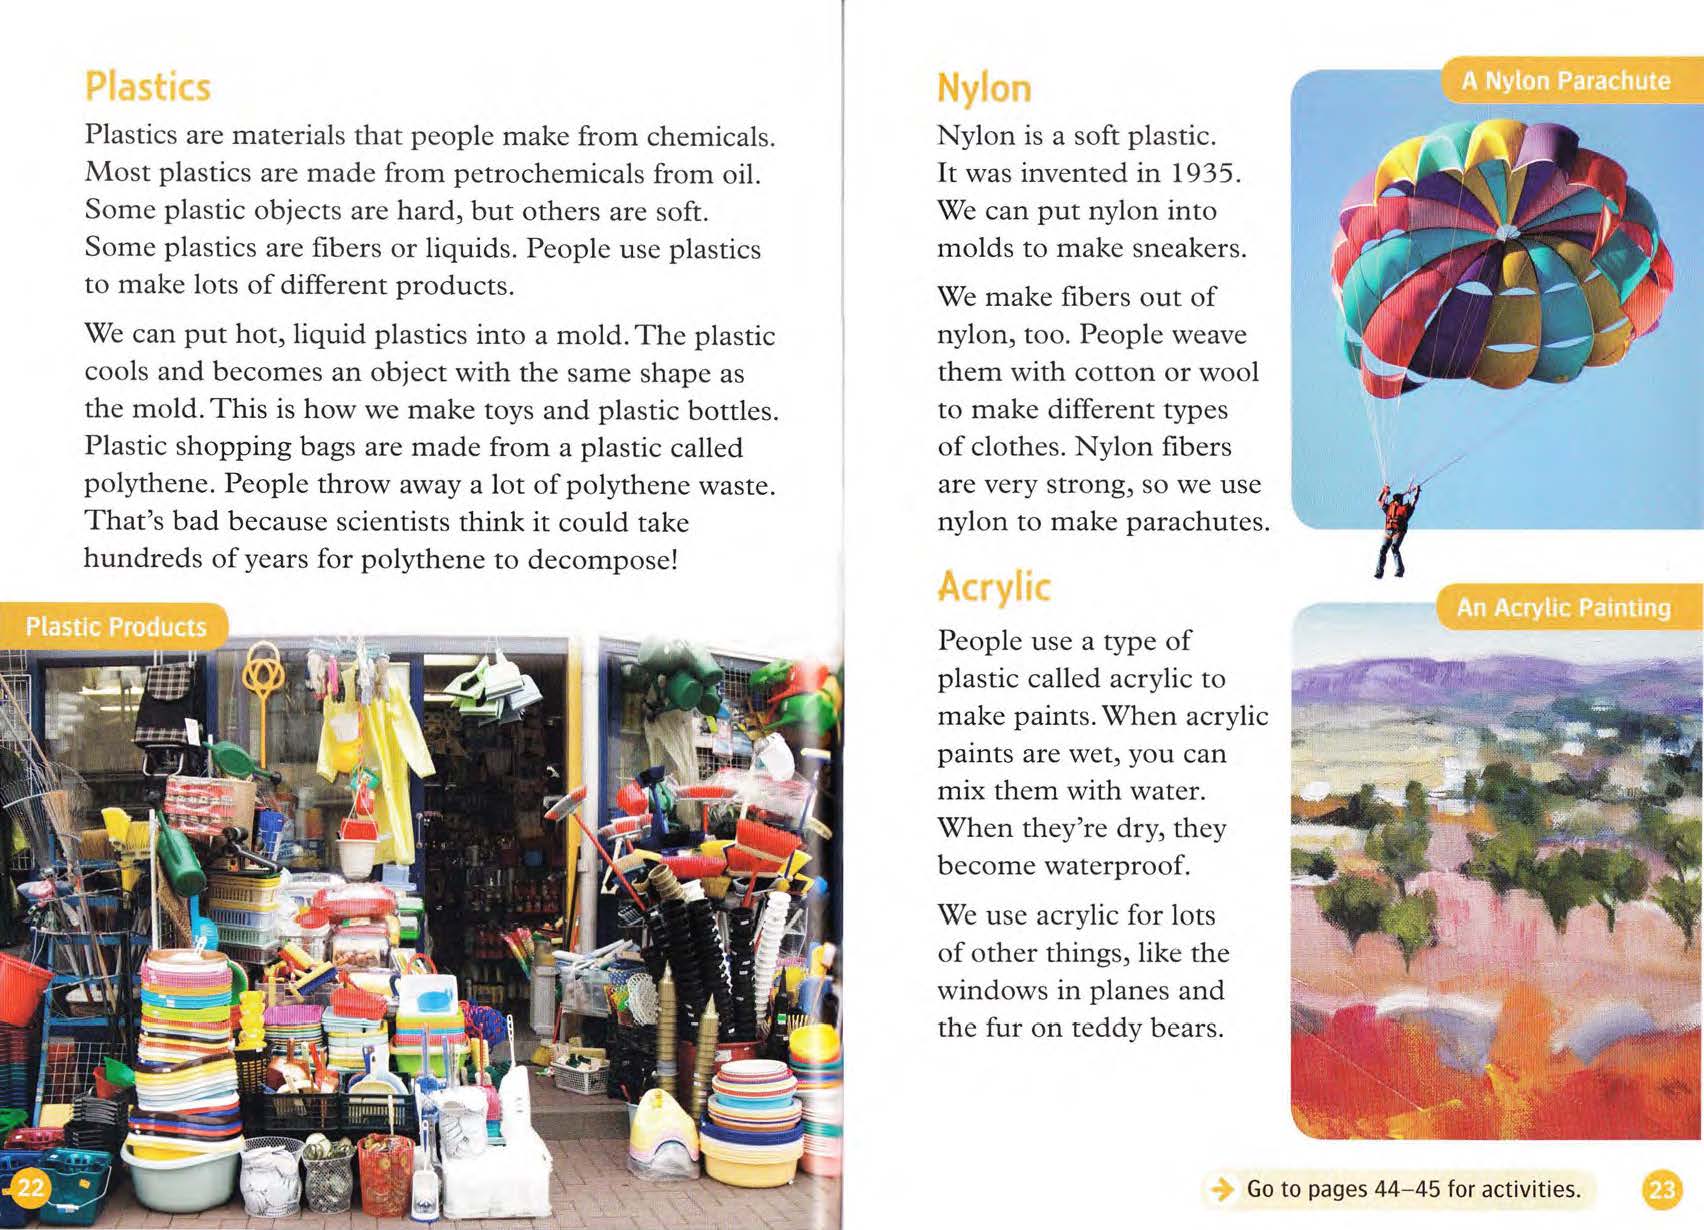 Plastics
Plastics are materials that people make from chemicals.
Most plastics are made from petrochemicals from oil.
Some plastic objects are hard, but others are soft.
Some plastics are fibers or liquids. People use plastics
to make lots of different products.
We can put hot, liquid plastics into a mold. The plastic
cools and becomes an object with the same shape as
the mold. This is how we make toys and plastic bottles.
Plastic shopping bags are made from a plastic called
polythene. People throw away a lot of polythene waste.
That's bad because scientists think it could take
hundreds of years for polythene to decompose!
Plastic Products
22
Nylon
Nylon is a soft plastic.
It was invented in 1935.
We can put nylon into
molds to make sneakers.
We make fibers out of
nylon, too. People weave
them with cotton or wool
to make different types
of clothes. Nylon fibers
are very strong, so we use
nylon to make parachutes.
A Nylon Parachute
Acrylic
People use a type of
plastic called acrylic to
make paints. When acrylic
paints are wet, you can
mix them with water.
When they're dry, they
become waterproof.
We use acrylic for lots
of other things, like the
windows in planes and
the fur on teddy bears.
An Acrylic Painting
Go to pages 44–45 for activities.
23